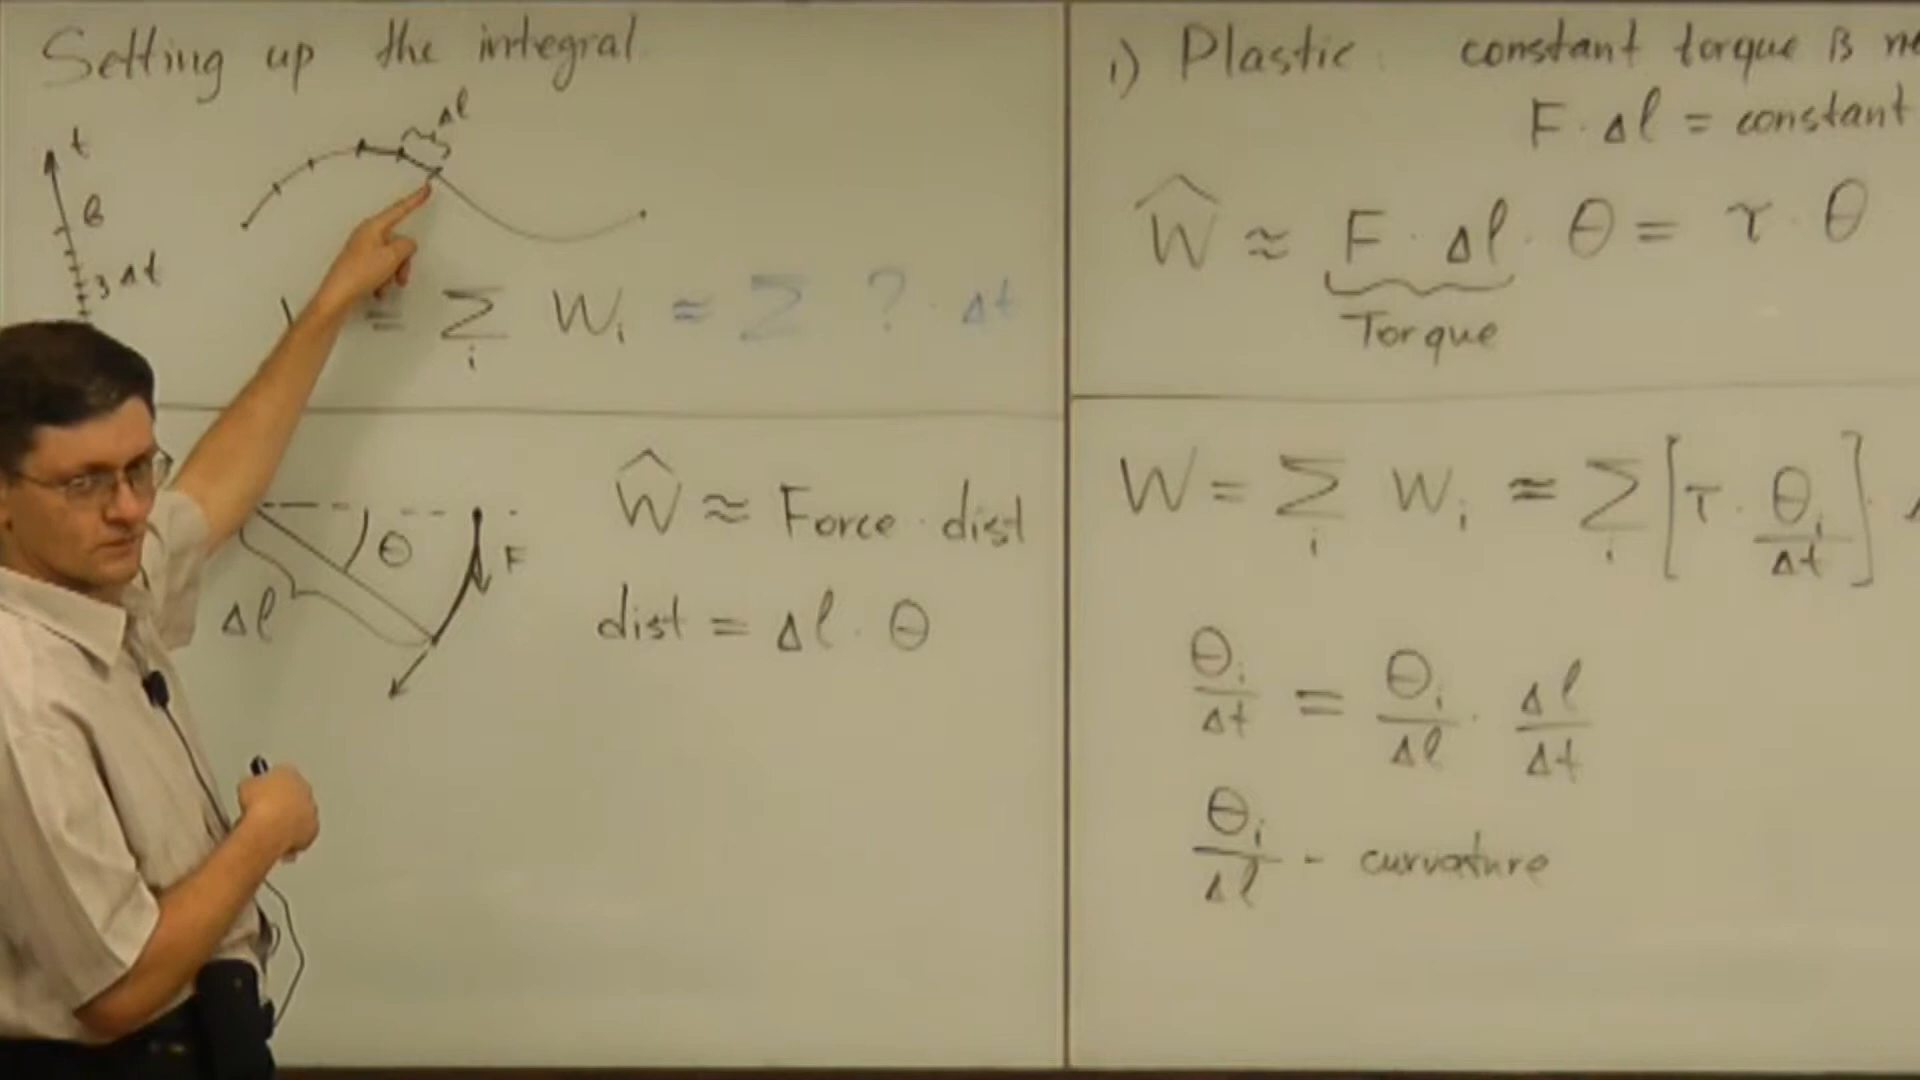 Setting up the integral
Δl
t
B
3Δt
= Σ Wᵢ ≈ Σ ? · Δt
i
θ
F
Δl
Ŵ ≈ Force · dist
dist = Δl · θ
1) Plastic: constant torque is
F · Δl = constant
Ŵ ≈ F · Δl · θ = τ · θ
Torque
W = Σ Wᵢ ≈ Σ [τ · θᵢ/Δt] ·
i i
θᵢ/Δt = θᵢ/Δl · Δl/Δt
θᵢ/Δl - curvature